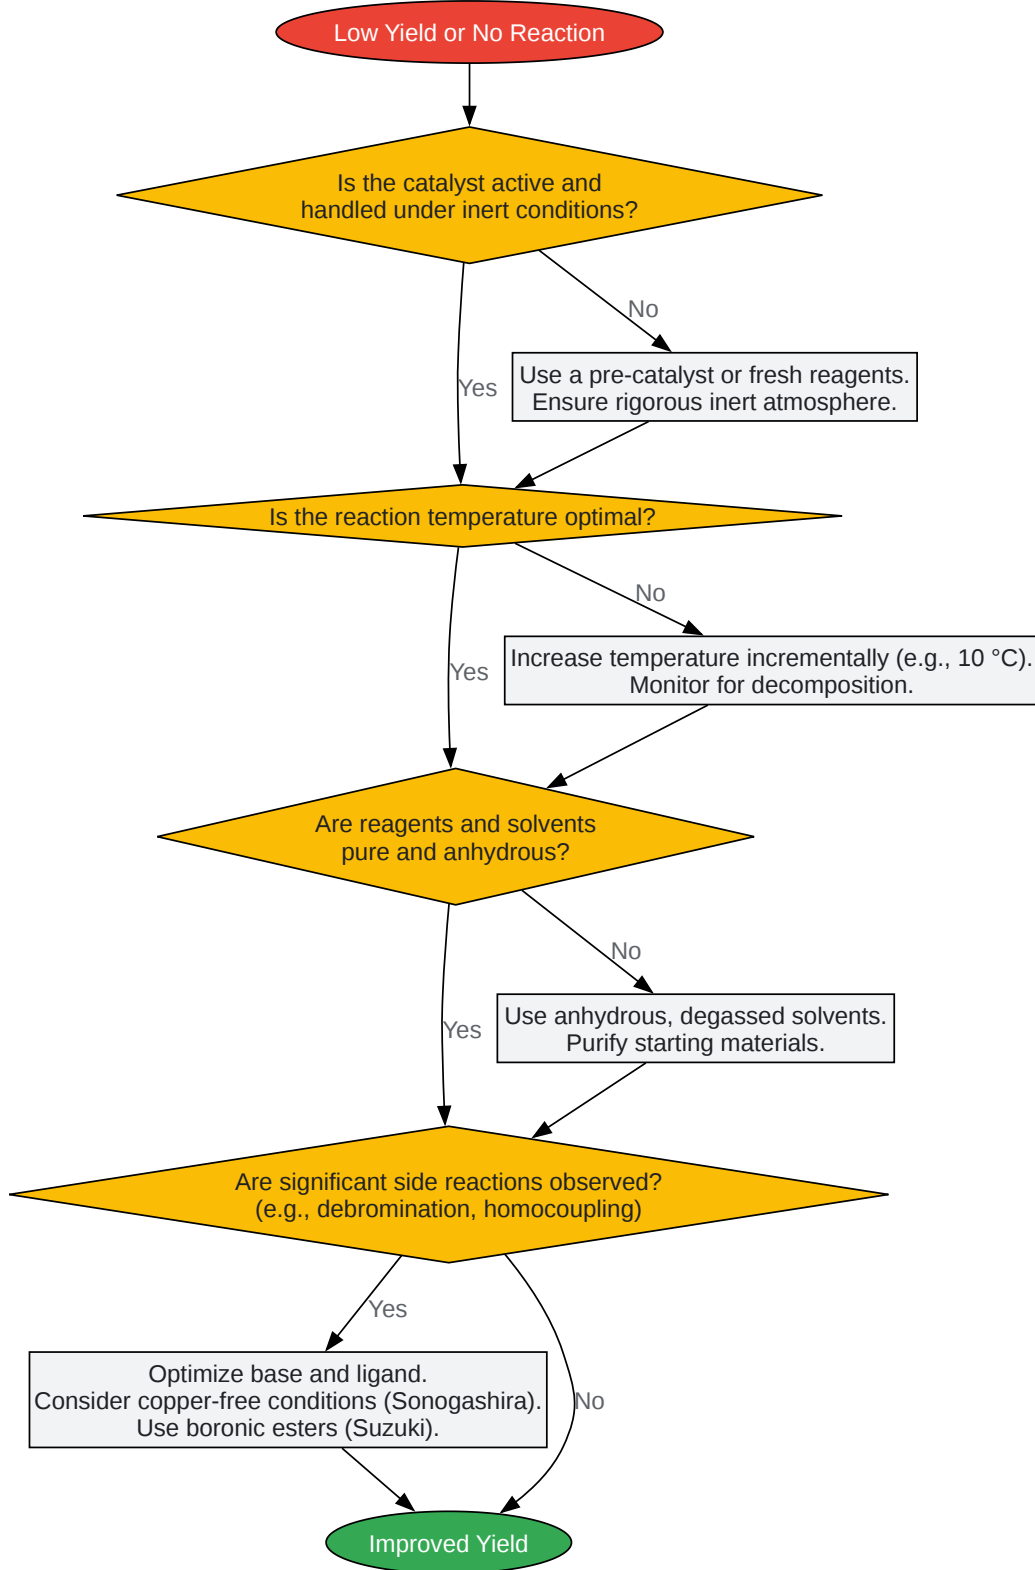 Low Yield or No Reaction
Is the catalyst active and
handled under inert conditions?
No
Yes
Use a pre-catalyst or fresh reagents.
Ensure rigorous inert atmosphere.
Is the reaction temperature optimal?
No
Yes
Increase temperature incrementally (e.g., 10 °C).
Monitor for decomposition.
Are reagents and solvents
pure and anhydrous?
No
Yes
Use anhydrous, degassed solvents.
Purify starting materials.
Are significant side reactions observed?
(e.g., debromination, homocoupling)
Yes
Optimize base and ligand.
Consider copper-free conditions (Sonogashira).
Use boronic esters (Suzuki).
No
Improved Yield